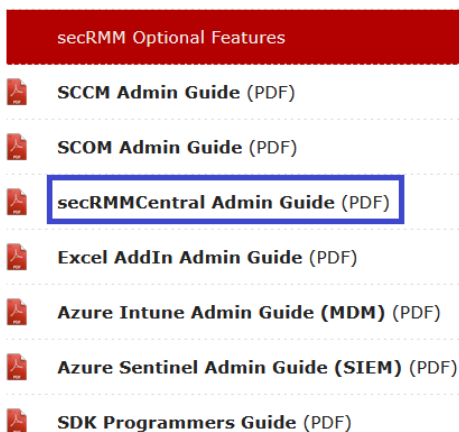 secRMM Optional Features
SCCM Admin Guide (PDF)
SCOM Admin Guide (PDF)
secRMMCentral Admin Guide (PDF)
Excel AddIn Admin Guide (PDF)
Azure Intune Admin Guide (MDM) (PDF)
Azure Sentinel Admin Guide (SIEM) (PDF)
SDK Programmers Guide (PDF)